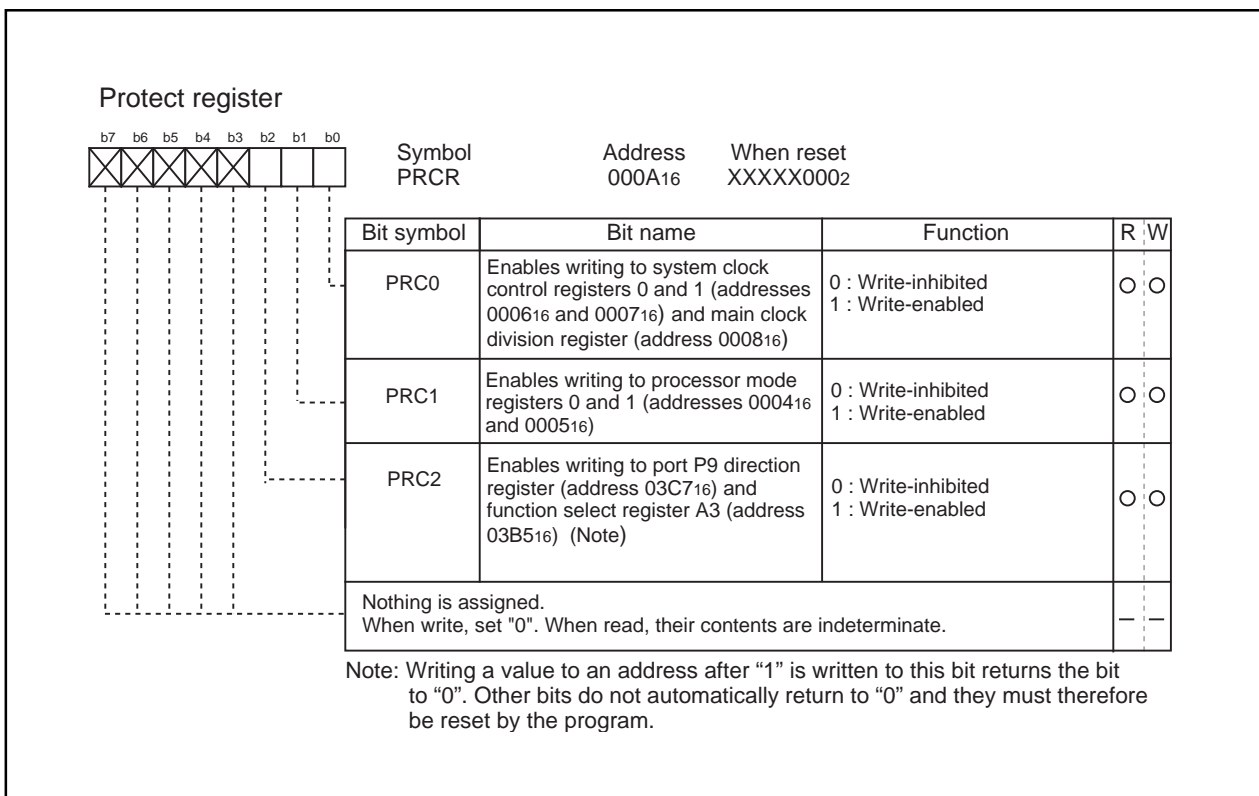 Protect register
b7 b6 b5 b4 b3 b2 b1 b0
Symbol Address When reset
PRCR 000A16 XXXXX0002
Bit symbol Bit name Function R W
PRC0
Enables writing to system clock
control registers 0 and 1 (addresses
000616 and 000716) and main clock
division register (address 000816)
0 : Write-inhibited
1 : Write-enabled
PRC1
Enables writing to processor mode
registers 0 and 1 (addresses 000416
and 000516)
0 : Write-inhibited
1 : Write-enabled
PRC2
Enables writing to port P9 direction
register (address 03C716) and
function select register A3 (address
03B516) (Note)
0 : Write-inhibited
1 : Write-enabled
Nothing is assigned.
When write, set "0". When read, their contents are indeterminate.
Note: Writing a value to an address after “1” is written to this bit returns the bit
to “0”. Other bits do not automatically return to “0” and they must therefore
be reset by the program.